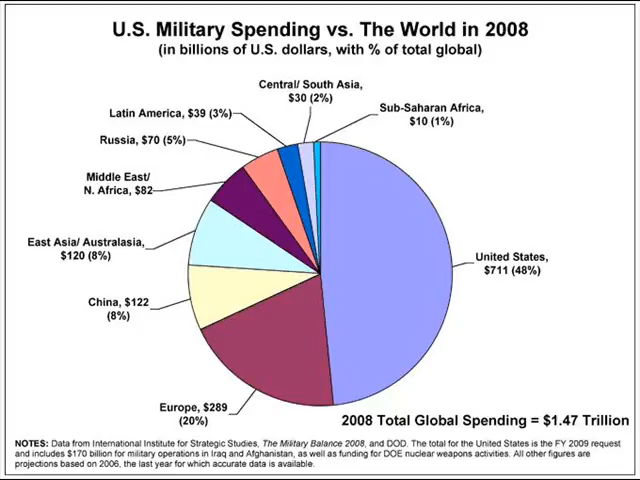 U.S. Military Spending vs. The World in 2008
(in billions of U.S. dollars, with % of total global)
Central/ South Asia,
$30 (2%)
Sub-Saharan Africa,
$10 (1%)
Latin America, $39 (3%)
Russia, $70 (5%)
Middle East/
N. Africa, $82
East Asia/ Australasia,
$120 (8%)
United States,
$711 (48%)
China, $122
(8%)
Europe, $289
(20%)
2008 Total Global Spending = $1.47 Trillion
NOTES: Data from International Institute for Strategic Studies, The Military Balance 2008, and DOD. The total for the United States is the FY 2009 request
and includes $170 billion for military operations in Iraq and Afghanistan, as well as funding for DOE nuclear weapons activities. All other figures are
projections based on 2006, the last year for which accurate data is available.